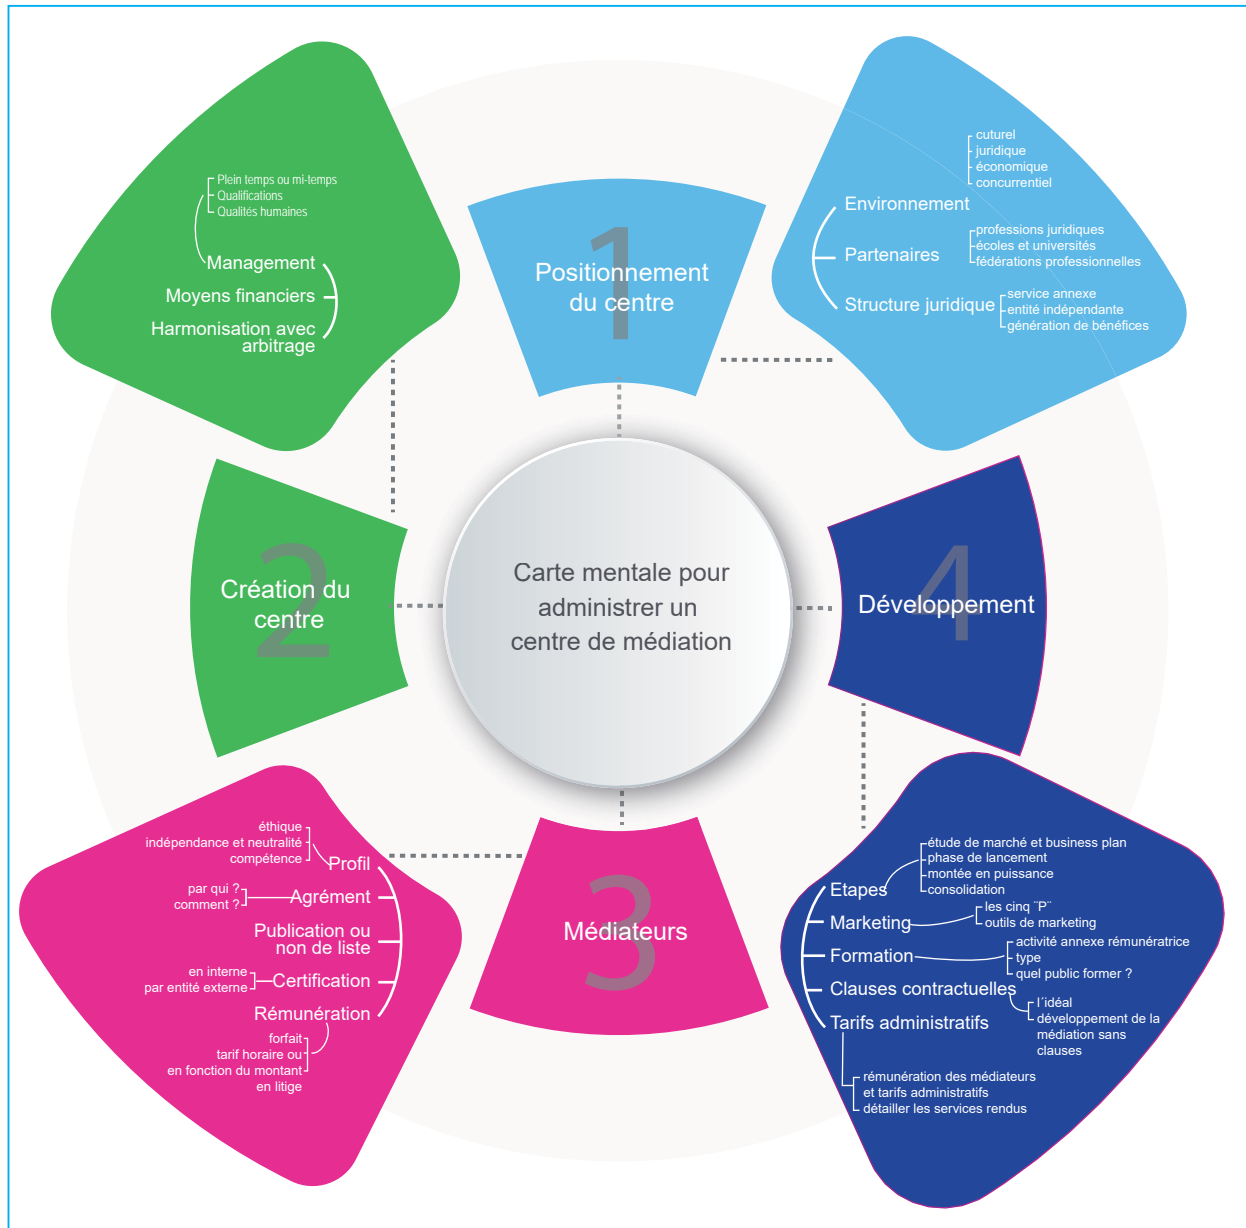 Carte mentale pour
administrer un
centre de médiation
1
Positionnement
du centre
Environnement
cuturel
juridique
économique
concurrentiel
Partenaires
professions juridiques
écoles et universités
fédérations professionnelles
Structure juridique
service annexe
entité indépendante
génération de bénéfices
2
Création du
centre
Plein temps ou mi-temps
Qualifications
Qualités humaines
Management
Moyens financiers
Harmonisation avec
arbitrage
3
Médiateurs
éthique
indépendance et neutralité
compétence
Profil
par qui ?
comment ?
Agrément
Publication ou
non de liste
en interne
par entité externe
Certification
Rémunération
forfait
tarif horaire ou
en fonction du montant
en litige
4
Développement
Etapes
étude de marché et business plan
phase de lancement
montée en puissance
consolidation
Marketing
les cinq ¨P¨
outils de marketing
Formation
activité annexe rémunératrice
type
quel public former ?
Clauses contractuelles
l´idéal
développement de la
médiation sans
clauses
Tarifs administratifs
rémunération des médiateurs
et tarifs administratifs
détailler les services rendus